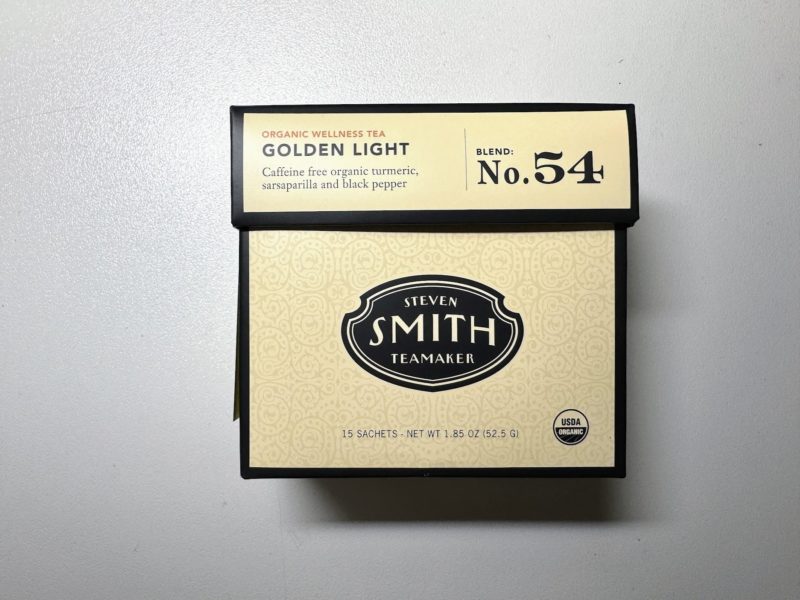 ORGANIC WELLNESS TEA
GOLDEN LIGHT
Caffeine free organic turmeric,
sarsaparilla and black pepper
BLEND:
No.54
STEVEN
SMITH
TEAMAKER
15 SACHETS - NET WT 1.85 OZ (52.5 G)
USDA
ORGANIC